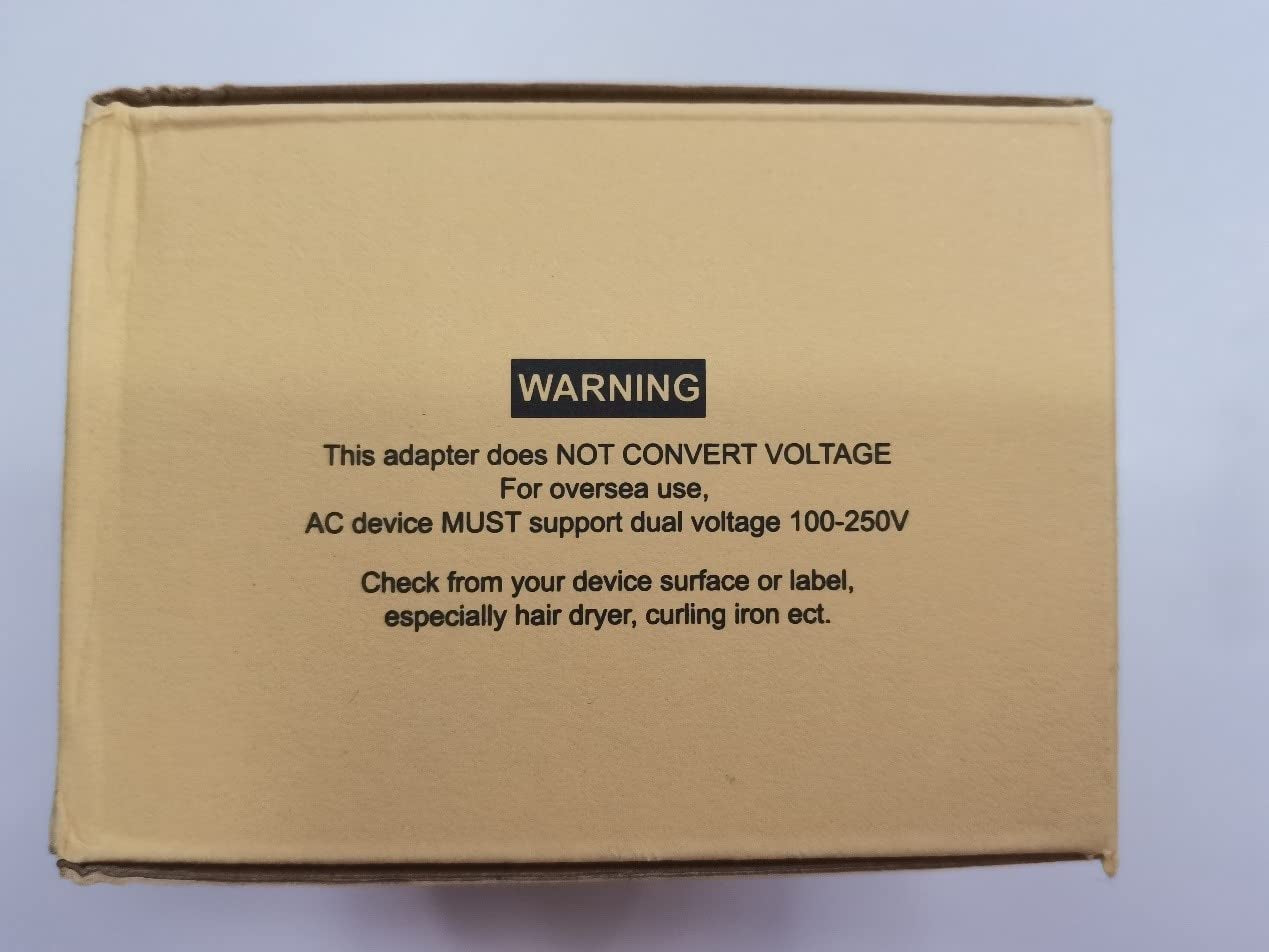 WARNING
This adapter does NOT CONVERT VOLTAGE
For oversea use,
AC device MUST support dual voltage 100-250V
Check from your device surface or label,
especially hair dryer, curling iron ect.